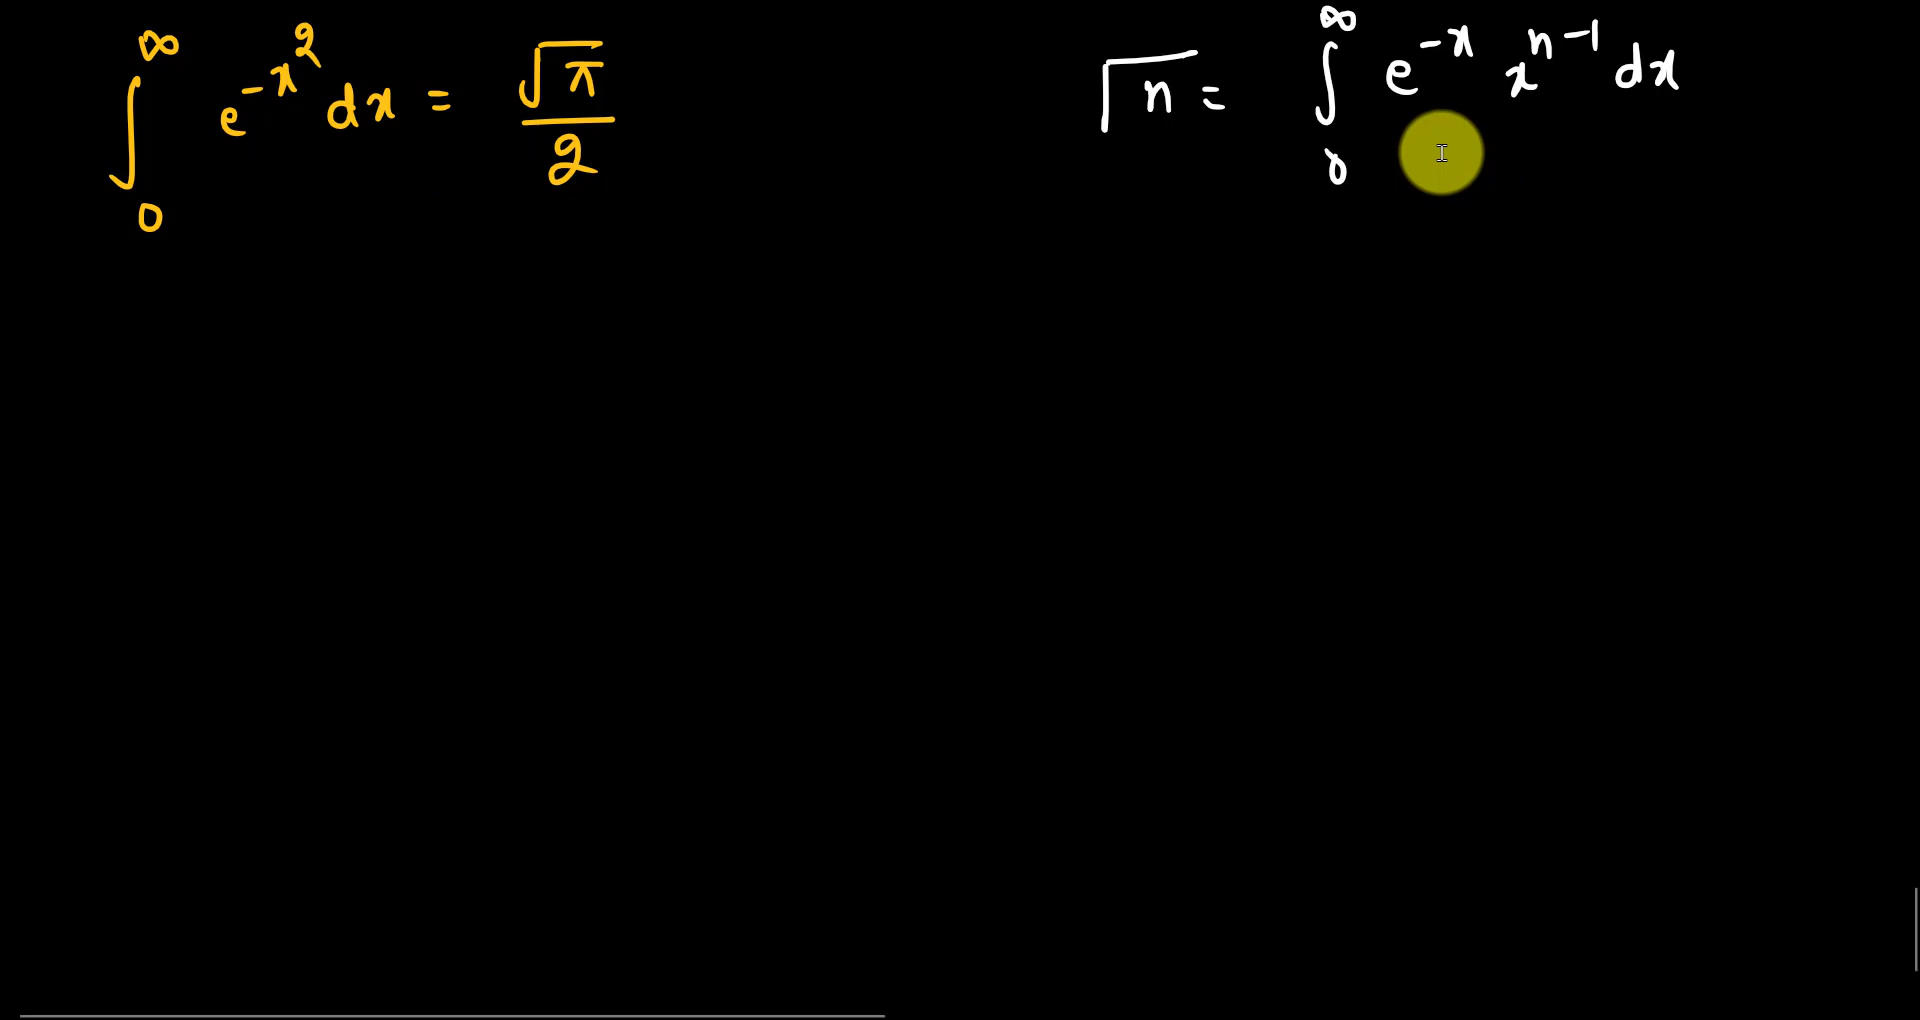 ∫₀^∞ e^{-x²} dx = √π/2
Γn = ∫₀^∞ e^{-x} x^{n-1} dx